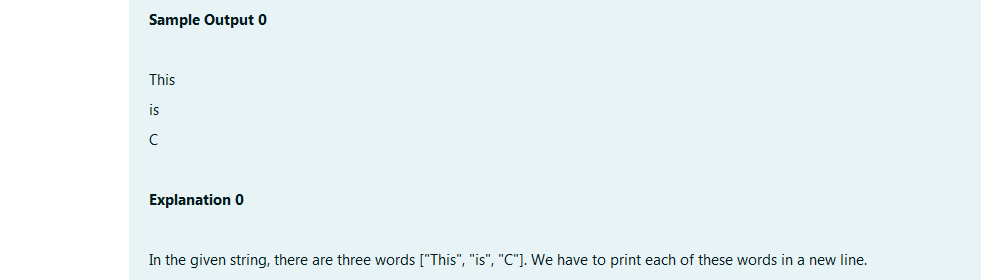 Sample Output 0
This
is
C
Explanation 0
In the given string, there are three words ["This", "is", "C"]. We have to print each of these words in a new line.